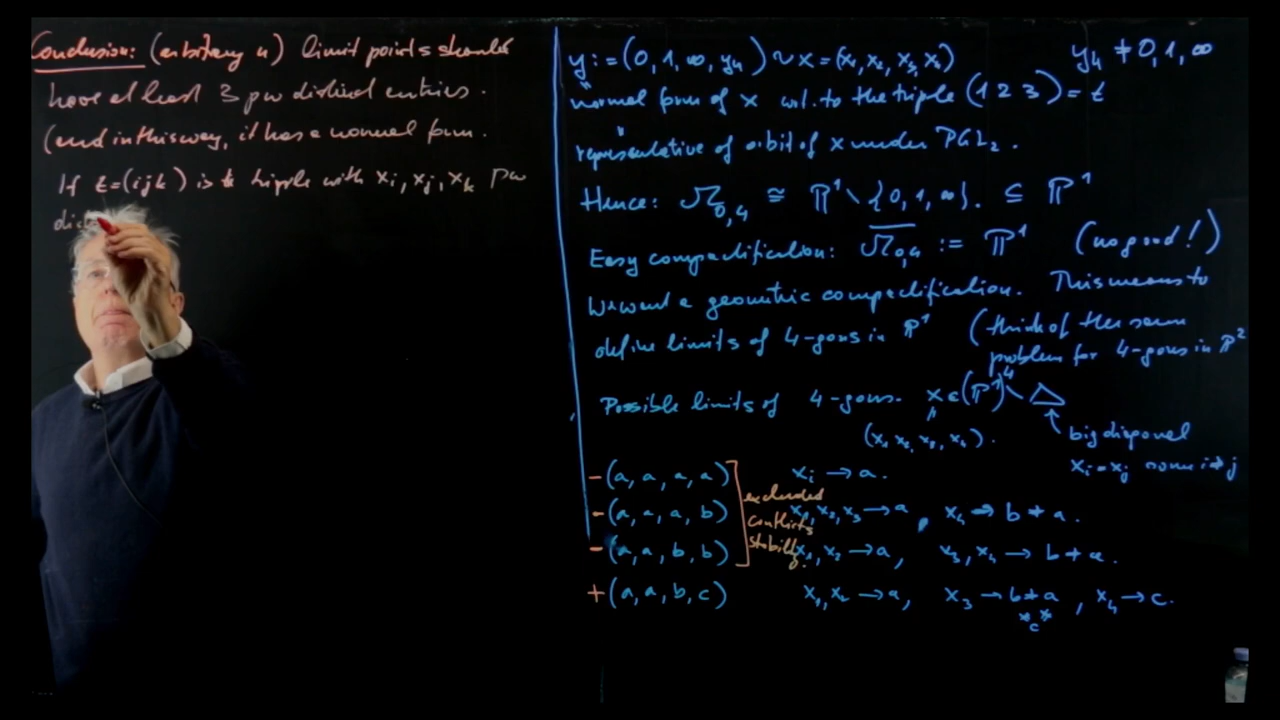 Conclusion: (arbitrary n) limit points should
have at least 3 pw distinct entries.
(and in this way, it has a normal form.
If t=(ijk) is a triple with x_i, x_j, x_k pw
dist
y := (0, 1, ∞, y_4) ~ x = (x_1, x_2, x_3, x_4) y_4 ≠ 0, 1, ∞
"normal form of x w.r. to the triple (1 2 3) = t
"
representative of orbit of x under PGL_2.
Hence: M_{0,4} ≅ P^1 \ {0, 1, ∞}. ⊆ P^1
Easy compactification: \overline{M_{0,4}} := P^1 (no good!)
We want a geometric compactification. This means to
define limits of 4-gons in P^1 (think of the same
problem for 4-gons in P^2
Possible limits of 4-gons. x ∈ (P^1)^4 \ Δ
(x_1, x_2, x_3, x_4).
↑ big diagonal
x_i = x_j some i ≠ j
- (a, a, a, a) x_i → a.
- (a, a, a, b) excluded x_1, x_2, x_3 → a, x_4 → b ≠ a.
- (a, a, b, b) conflicts stability. x_1, x_2 → a, x_3, x_4 → b ≠ a.
+ (a, a, b, c) x_1, x_2 → a, x_3 → b ≠ a, x_4 → c.
≠ c ≠